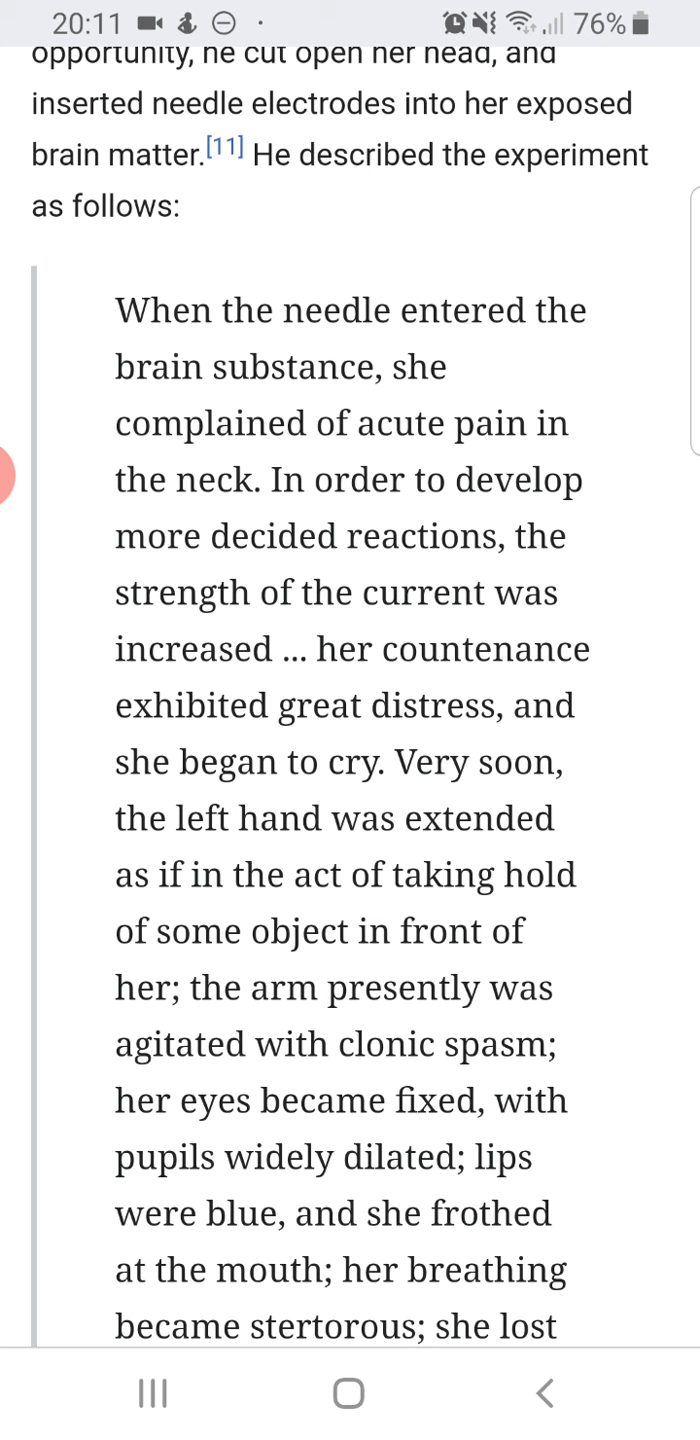 20:11 76%
opportunity, he cut open her head, and
inserted needle electrodes into her exposed
brain matter.[11] He described the experiment
as follows:
When the needle entered the
brain substance, she
complained of acute pain in
the neck. In order to develop
more decided reactions, the
strength of the current was
increased ... her countenance
exhibited great distress, and
she began to cry. Very soon,
the left hand was extended
as if in the act of taking hold
of some object in front of
her; the arm presently was
agitated with clonic spasm;
her eyes became fixed, with
pupils widely dilated; lips
were blue, and she frothed
at the mouth; her breathing
became stertorous; she lost